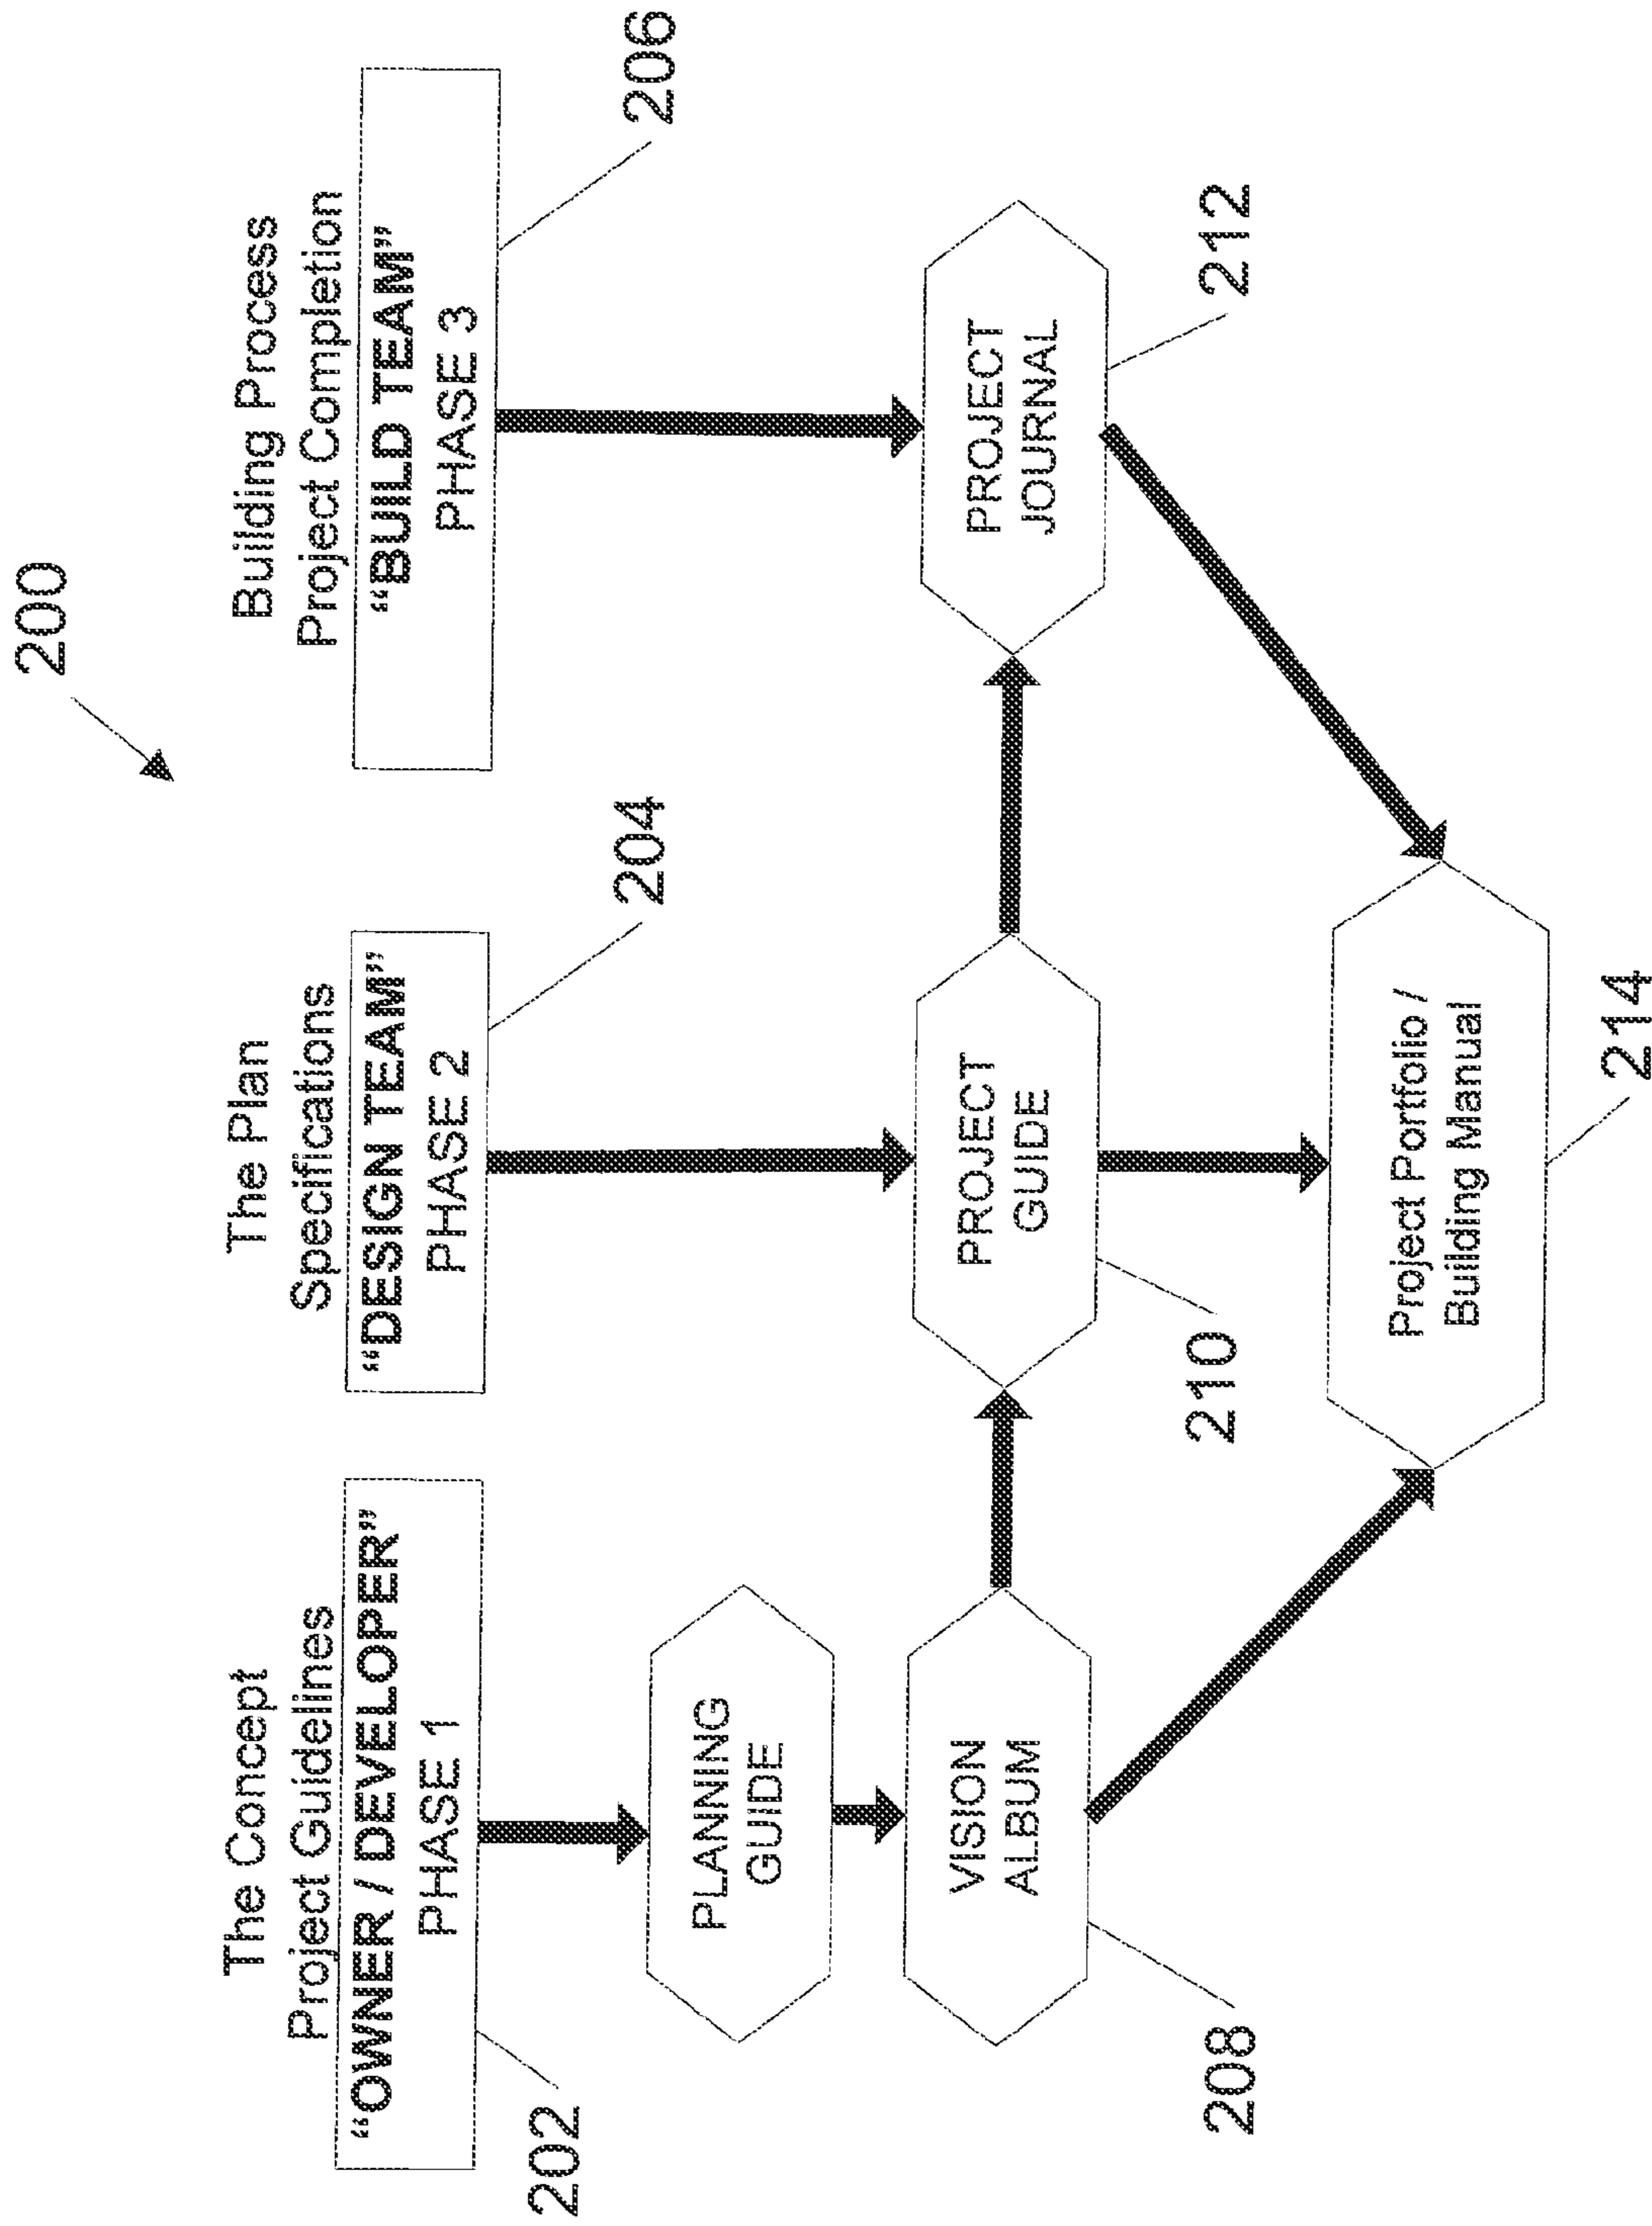 200
The Concept
Project Guidelines
“OWNER / DEVELOPER”
PHASE 1
202
The Plan
Specifications
“DESIGN TEAM”
PHASE 2
204
Building Process
Project Completion
“BUILD TEAM”
PHASE 3
206
PLANNING
GUIDE
VISION
ALBUM
208
PROJECT
GUIDE
210
PROJECT
JOURNAL
212
Project Portfolio /
Building Manual
214